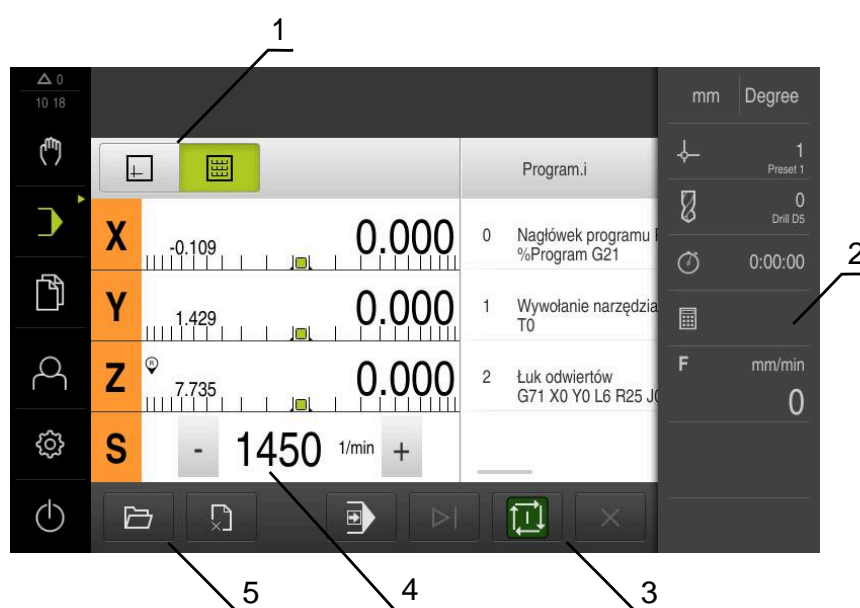 1
0
10 18
mm Degree
Program.i
1
Preset 1
X -0.109 0.000
0 Nagłówek programu
%Program G21
0
Drill D5
0:00:00
2
Y 1.429 0.000
1 Wywołanie narzędzia
T0
Z R 7.735 0.000
2 Łuk odwiertów
G71 X0 Y0 L6 R25
F mm/min
0
S - 1450 1/min +
5 4 3